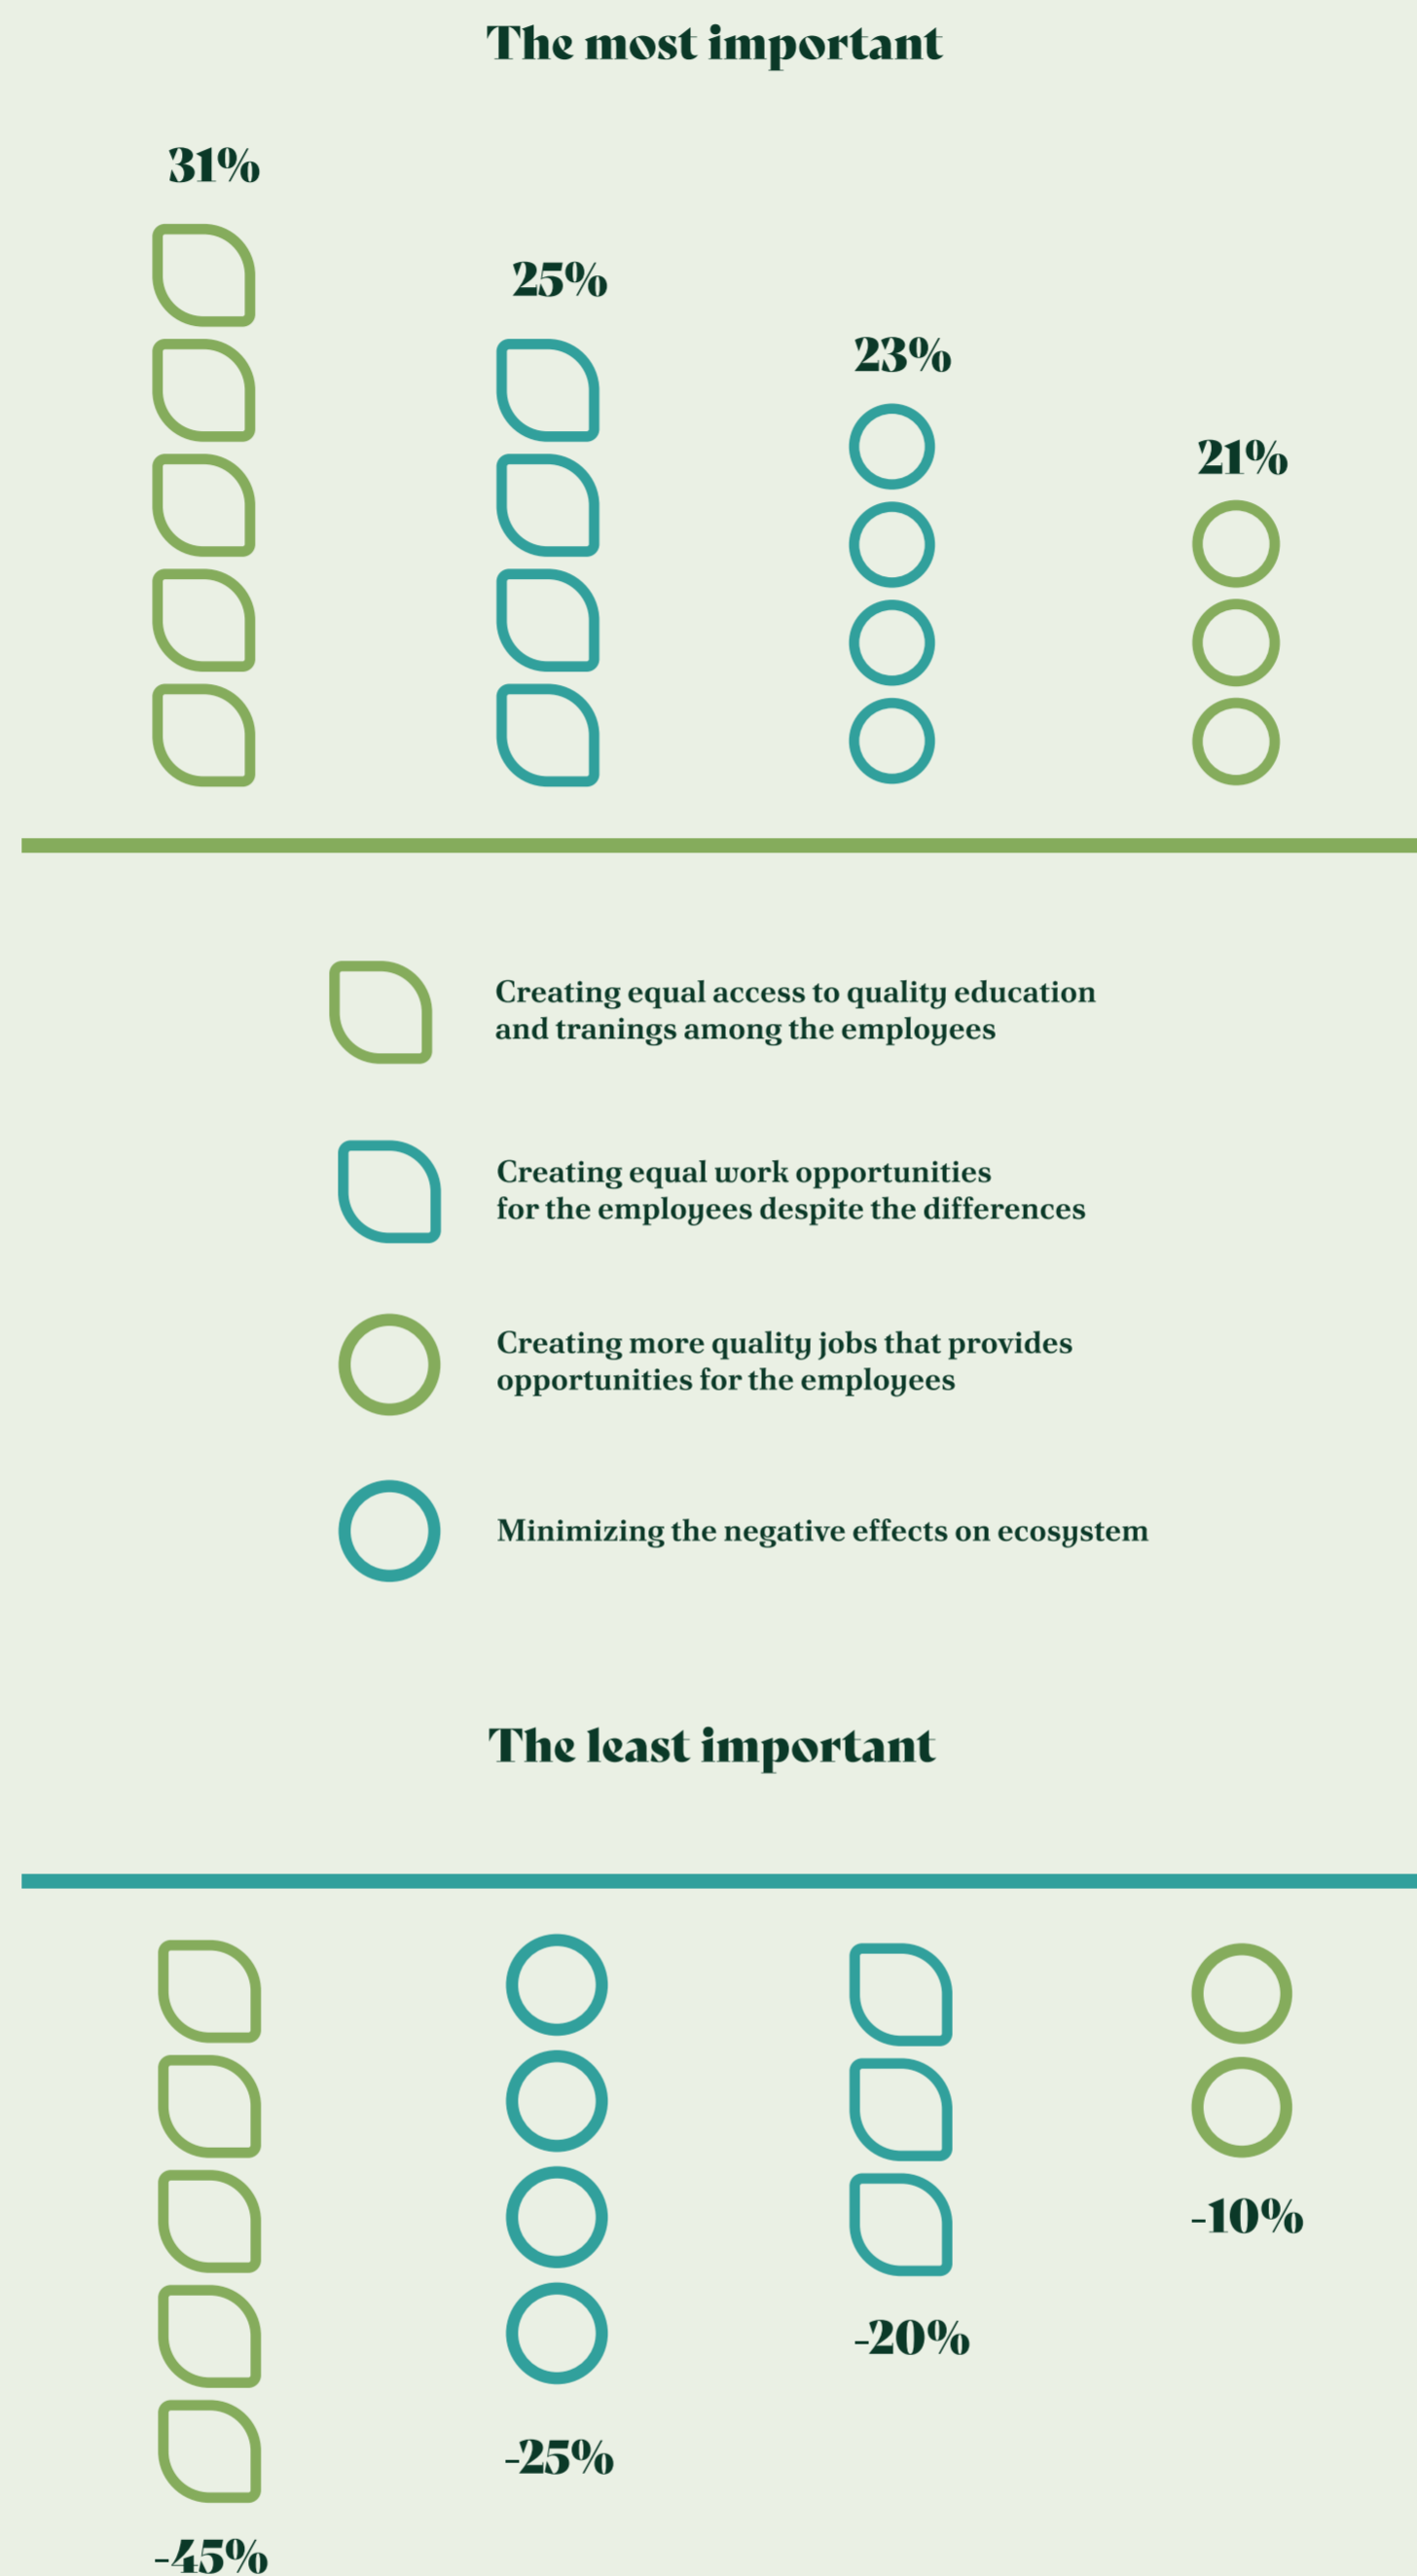 The most important
31%
25%
23%
21%
Creating equal access to quality education
and tranings among the employees
Creating equal work opportunities
for the employees despite the differences
Creating more quality jobs that provides
opportunities for the employees
Minimizing the negative effects on ecosystem
The least important
-10%
-20%
-25%
-45%